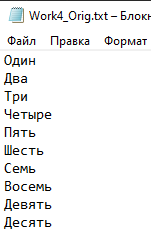 Work4_Orig.txt – Блокн
Файл Правка Формат
Один
Два
Три
Четыре
Пять
Шесть
Семь
Восемь
Девять
Десять